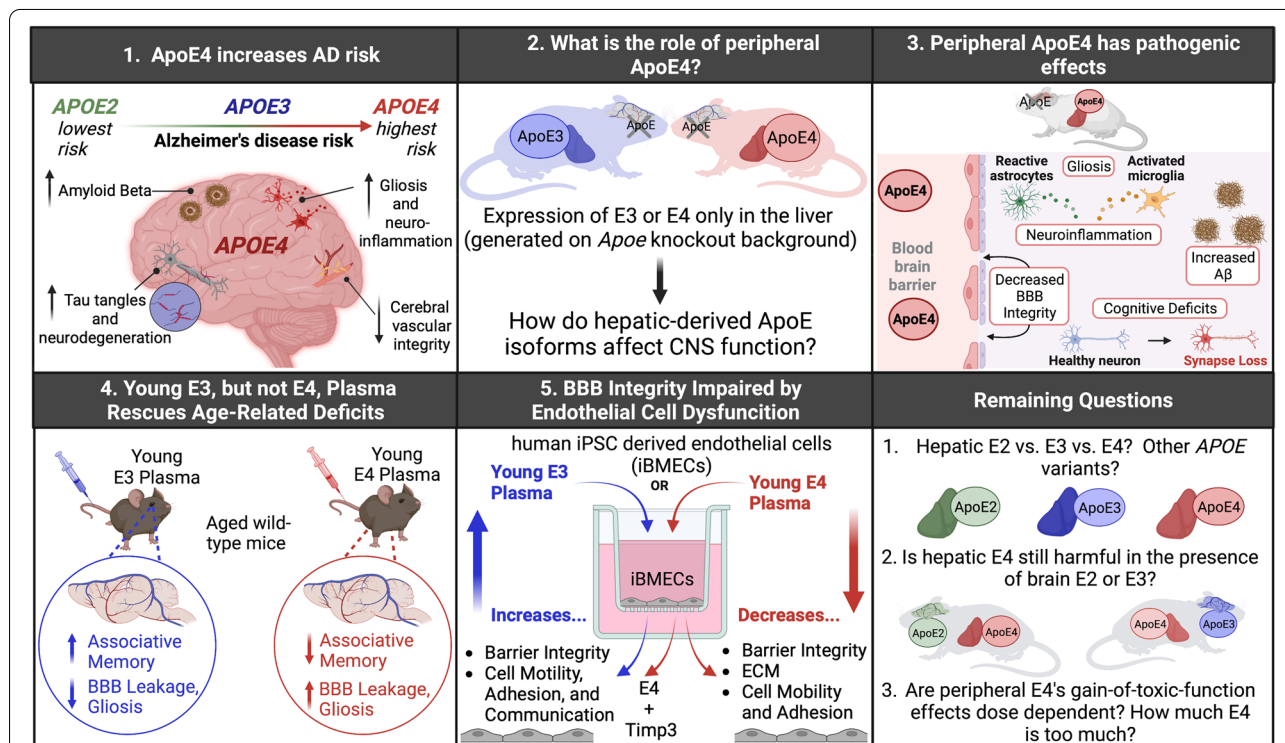 1. ApoE4 increases AD risk
APOE2
lowest
risk
APOE3
Alzheimer's disease risk
APOE4
highest
risk
Amyloid Beta
Gliosis
and
neuro-
inflammation
APOE4
Tau tangles
and
neurodegeneration
Cerebral
vascular
integrity
2. What is the role of peripheral
ApoE4?
ApoE3
ApoE
ApoE
ApoE4
Expression of E3 or E4 only in the liver
(generated on Apoe knockout background)
How do hepatic-derived ApoE
isoforms affect CNS function?
3. Peripheral ApoE4 has pathogenic
effects
ApoE
ApoE4
ApoE4
Blood
brain
barrier
ApoE4
Reactive
astrocytes
Gliosis
Activated
microglia
Neuroinflammation
Increased
Aβ
Decreased
BBB
Integrity
Cognitive Deficits
Healthy neuron
Synapse Loss
4. Young E3, but not E4, Plasma
Rescues Age-Related Deficits
Young
E3 Plasma
Young
E4 Plasma
Aged wild-
type mice
Associative
Memory
BBB Leakage,
Gliosis
Associative
Memory
BBB Leakage,
Gliosis
5. BBB Integrity Impaired by
Endothelial Cell Dysfunction
human iPSC derived endothelial cells
(iBMECs)
OR
Young E3
Plasma
Young E4
Plasma
iBMECs
Increases...
Decreases...
• Barrier Integrity
• Cell Motility,
Adhesion, and
Communication
E4
+
Timp3
• Barrier Integrity
• ECM
• Cell Mobility
and Adhesion
Remaining Questions
1. Hepatic E2 vs. E3 vs. E4? Other APOE
variants?
ApoE2
ApoE3
ApoE4
2. Is hepatic E4 still harmful in the presence
of brain E2 or E3?
ApoE2
ApoE4
ApoE4
ApoE3
3. Are peripheral E4's gain-of-toxic-function
effects dose dependent? How much E4
is too much?